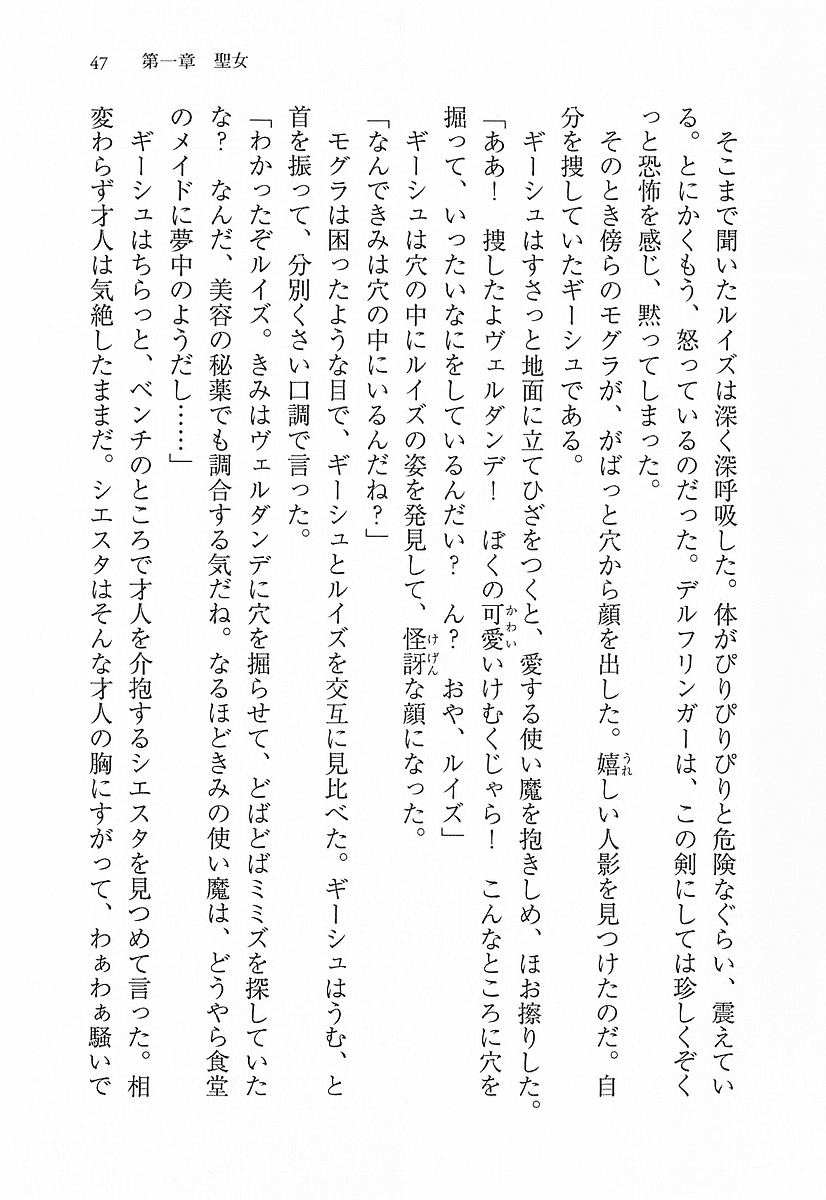 47　第一章　聖女
　そこまで聞いたルイズは深く深呼吸した。体がぴりぴりぴりと危険なぐらい、震えてい
る。とにかくもう、怒っているのだった。デルフリンガーは、この剣にしては珍しくぞく
っと恐怖を感じ、黙ってしまった。
　そのとき傍らのモグラが、がばっと穴から顔を出した。嬉しい人影を見つけたのだ。自
分を捜していたギーシュである。
　ギーシュはすさっと地面に立てひざをつくと、愛する使い魔を抱きしめ、ほお擦りした。
「ああ！　捜したよヴェルダンデ！　ぼくの可愛いけむくじゃら！　こんなところに穴を
掘って、いったいなにをしているんだい？　ん？　おや、ルイズ」
　ギーシュは穴の中にルイズの姿を発見して、怪訝な顔になった。
「なんできみは穴の中にいるんだね？」
　モグラは困ったような目で、ギーシュとルイズを交互に見比べた。ギーシュはうむ、と
首を振って、分別くさい口調で言った。
「わかったぞルイズ。きみはヴェルダンデに穴を掘らせて、どばどばミミズを探していた
な？　なんだ、美容の秘薬でも調合する気だね。なるほどきみの使い魔は、どうやら食堂
のメイドに夢中のようだし……」
　ギーシュはちらっと、ベンチのところで才人を介抱するシエスタを見つめて言った。相
変わらず才人は気絶したままだ。シエスタはそんな才人の胸にすがって、わぁわぁ騒いで